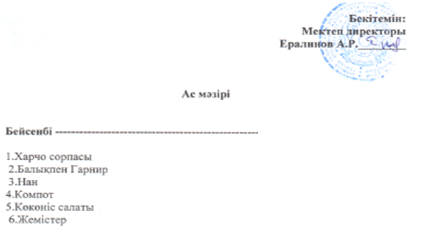 Бекітемін:
Мектеп директоры
Ералинов А.Р.
Ас мәзірі
Бейсенбі ----------------------------------------------------
1.Харчо сорпасы
2.Балықпен Гарнир
3.Нан
4.Компот
5.Көкөніс салаты
6.Жемістер